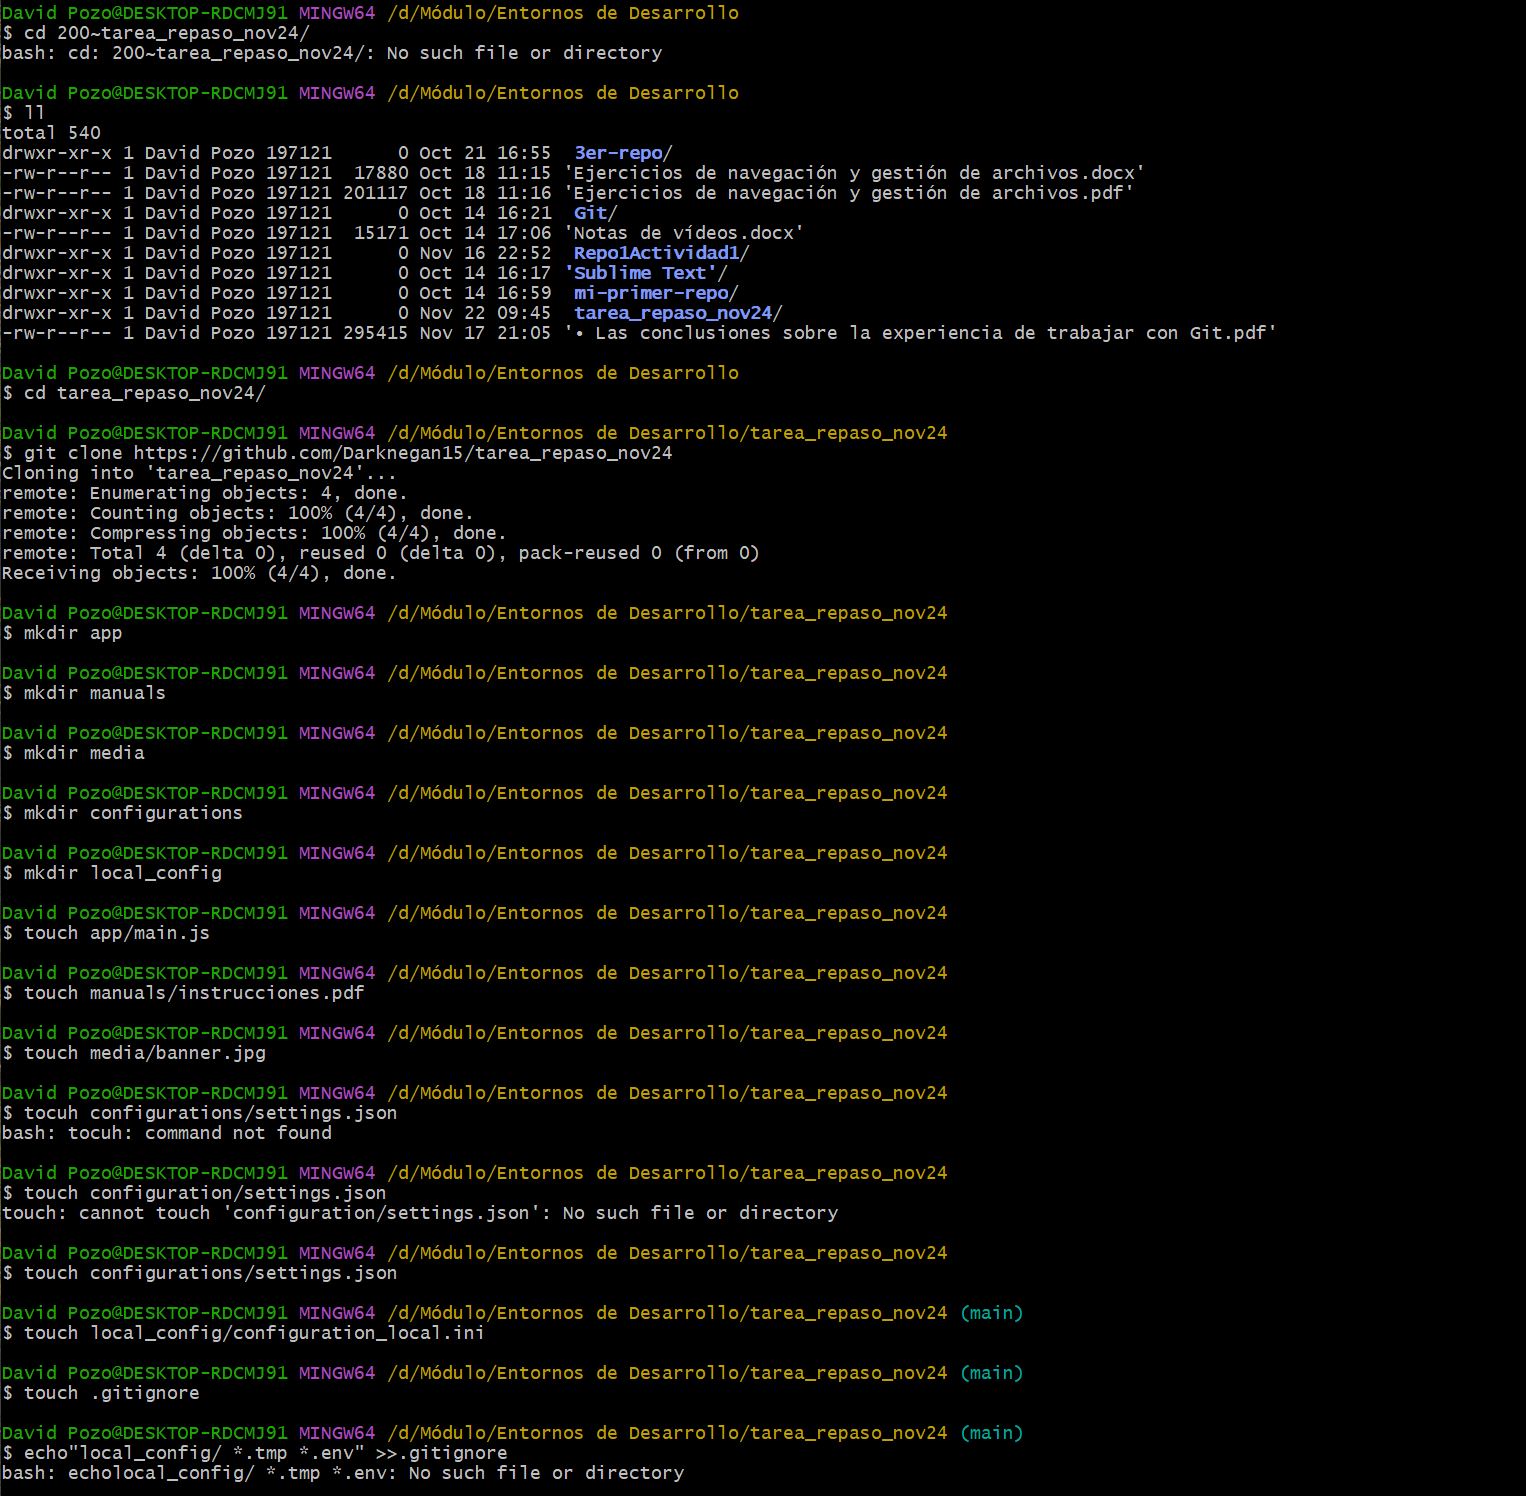 David Pozo@DESKTOP-RDCMJ91 MINGW64 /d/Módulo/Entornos de Desarrollo
$ cd 200~tarea_repaso_nov24/
bash: cd: 200~tarea_repaso_nov24/: No such file or directory
David Pozo@DESKTOP-RDCMJ91 MINGW64 /d/Módulo/Entornos de Desarrollo
$ ll
total 540
drwxr-xr-x 1 David Pozo 197121      0 Oct 21 16:55  3er-repo/
-rw-r--r-- 1 David Pozo 197121  17880 Oct 18 11:15 'Ejercicios de navegación y gestión de archivos.docx'
-rw-r--r-- 1 David Pozo 197121 201117 Oct 18 11:16 'Ejercicios de navegación y gestión de archivos.pdf'
drwxr-xr-x 1 David Pozo 197121      0 Oct 14 16:21  Git/
-rw-r--r-- 1 David Pozo 197121  15171 Oct 14 17:06 'Notas de vídeos.docx'
drwxr-xr-x 1 David Pozo 197121      0 Nov 16 22:52  Repo1Actividad1/
drwxr-xr-x 1 David Pozo 197121      0 Oct 14 16:17 'Sublime Text'/
drwxr-xr-x 1 David Pozo 197121      0 Oct 14 16:59  mi-primer-repo/
drwxr-xr-x 1 David Pozo 197121      0 Nov 22 09:45  tarea_repaso_nov24/
-rw-r--r-- 1 David Pozo 197121 295415 Nov 17 21:05 '• Las conclusiones sobre la experiencia de trabajar con Git.pdf'
David Pozo@DESKTOP-RDCMJ91 MINGW64 /d/Módulo/Entornos de Desarrollo
$ cd tarea_repaso_nov24/
David Pozo@DESKTOP-RDCMJ91 MINGW64 /d/Módulo/Entornos de Desarrollo/tarea_repaso_nov24
$ git clone https://github.com/Darknegan15/tarea_repaso_nov24
Cloning into 'tarea_repaso_nov24'...
remote: Enumerating objects: 4, done.
remote: Counting objects: 100% (4/4), done.
remote: Compressing objects: 100% (4/4), done.
remote: Total 4 (delta 0), reused 0 (delta 0), pack-reused 0 (from 0)
Receiving objects: 100% (4/4), done.
David Pozo@DESKTOP-RDCMJ91 MINGW64 /d/Módulo/Entornos de Desarrollo/tarea_repaso_nov24
$ mkdir app
David Pozo@DESKTOP-RDCMJ91 MINGW64 /d/Módulo/Entornos de Desarrollo/tarea_repaso_nov24
$ mkdir manuals
David Pozo@DESKTOP-RDCMJ91 MINGW64 /d/Módulo/Entornos de Desarrollo/tarea_repaso_nov24
$ mkdir media
David Pozo@DESKTOP-RDCMJ91 MINGW64 /d/Módulo/Entornos de Desarrollo/tarea_repaso_nov24
$ mkdir configurations
David Pozo@DESKTOP-RDCMJ91 MINGW64 /d/Módulo/Entornos de Desarrollo/tarea_repaso_nov24
$ mkdir local_config
David Pozo@DESKTOP-RDCMJ91 MINGW64 /d/Módulo/Entornos de Desarrollo/tarea_repaso_nov24
$ touch app/main.js
David Pozo@DESKTOP-RDCMJ91 MINGW64 /d/Módulo/Entornos de Desarrollo/tarea_repaso_nov24
$ touch manuals/instrucciones.pdf
David Pozo@DESKTOP-RDCMJ91 MINGW64 /d/Módulo/Entornos de Desarrollo/tarea_repaso_nov24
$ touch media/banner.jpg
David Pozo@DESKTOP-RDCMJ91 MINGW64 /d/Módulo/Entornos de Desarrollo/tarea_repaso_nov24
$ tocuh configurations/settings.json
bash: tocuh: command not found
David Pozo@DESKTOP-RDCMJ91 MINGW64 /d/Módulo/Entornos de Desarrollo/tarea_repaso_nov24
$ touch configuration/settings.json
touch: cannot touch 'configuration/settings.json': No such file or directory
David Pozo@DESKTOP-RDCMJ91 MINGW64 /d/Módulo/Entornos de Desarrollo/tarea_repaso_nov24
$ touch configurations/settings.json
David Pozo@DESKTOP-RDCMJ91 MINGW64 /d/Módulo/Entornos de Desarrollo/tarea_repaso_nov24 (main)
$ touch local_config/configuration_local.ini
David Pozo@DESKTOP-RDCMJ91 MINGW64 /d/Módulo/Entornos de Desarrollo/tarea_repaso_nov24 (main)
$ touch .gitignore
David Pozo@DESKTOP-RDCMJ91 MINGW64 /d/Módulo/Entornos de Desarrollo/tarea_repaso_nov24 (main)
$ echo"local_config/ *.tmp *.env" >>.gitignore
bash: echolocal_config/ *.tmp *.env: No such file or directory